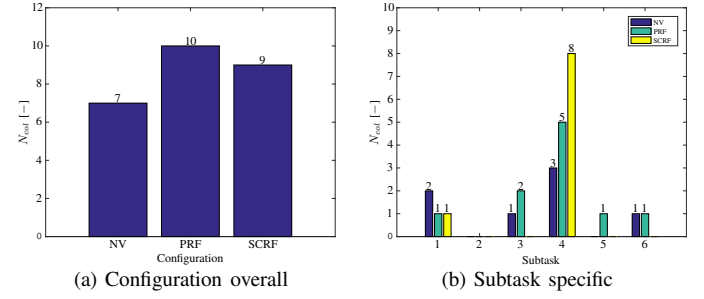 12
10
8
6
4
2
0
N_col [−]
7
10
9
NV PRF SCRF
Configuration
(a) Configuration overall
10
9
8
7
6
5
4
3
2
1
0
N_col [−]
NV
PRF
SCRF
2 1 1
1 2
3 5 8
1
1 1
1 2 3 4 5 6
Subtask
(b) Subtask specific